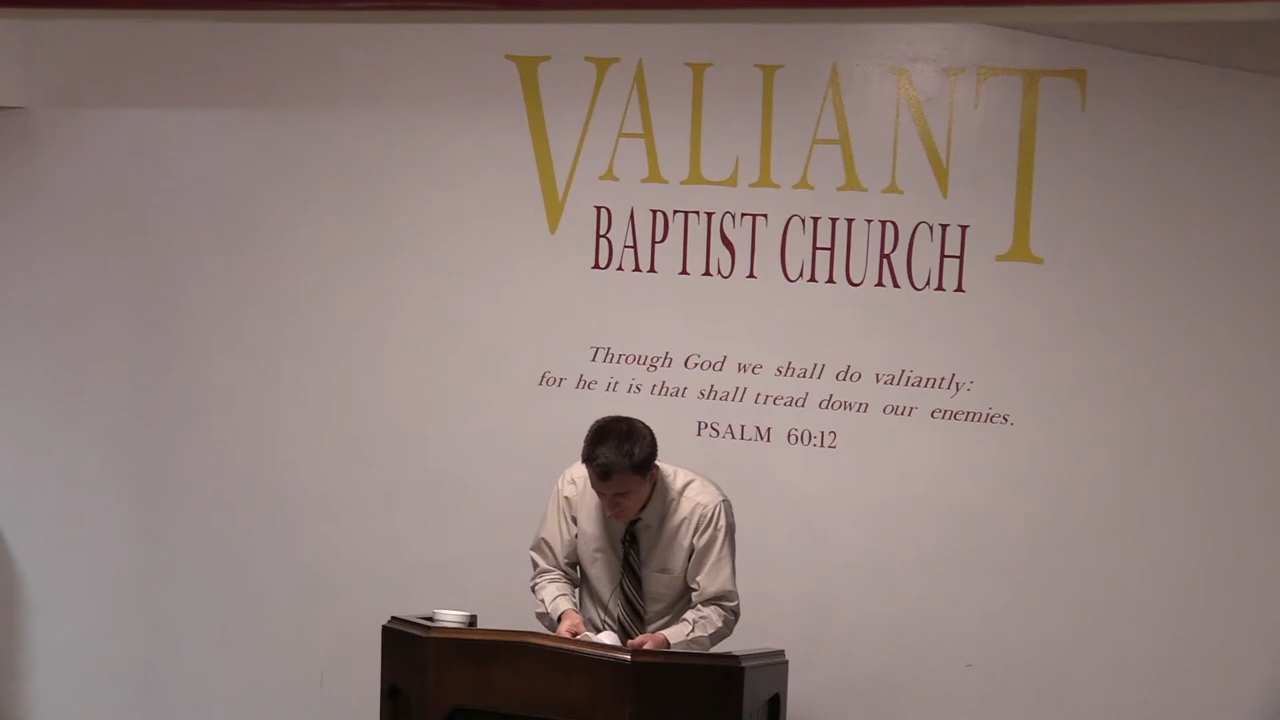 VALIANT
BAPTIST CHURCH
Through God we shall do valiantly:
for he it is that shall tread down our enemies.
PSALM 60:12